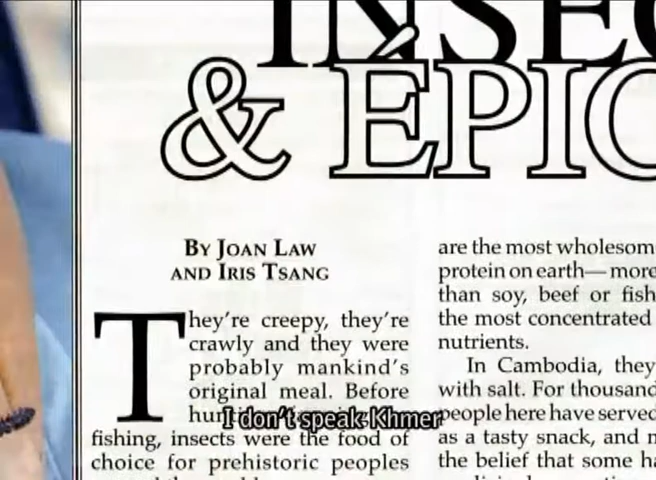 & ÉPIC
BY JOAN LAW
AND IRIS TSANG
They're creepy, they're
crawly and they were
probably mankind's
original meal. Before
fishing, insects were the food of
choice for prehistoric peoples
are the most wholesom
protein on earth— more
than soy, beef or fish
the most concentrated
nutrients.
In Cambodia, they
with salt. For thousand
people here have served
as a tasty snack, and
the belief that some ha
I don't speak Khmer